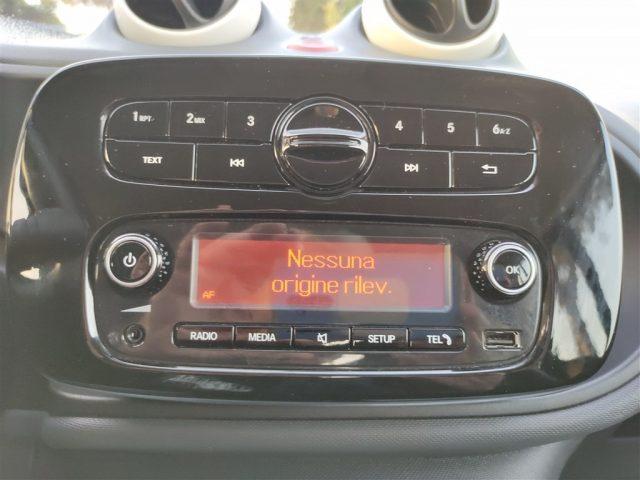 1 RPT 2 MIX 3 4 5 6 A-Z
TEXT
Nessuna
origine rilev.
AF
OK
RADIO MEDIA SETUP TEL